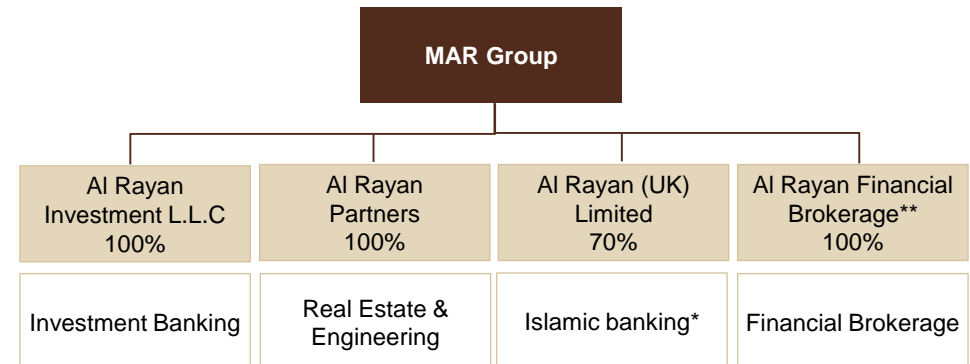 MAR Group
Al Rayan
Investment L.L.C
100%
Al Rayan
Partners
100%
Al Rayan (UK)
Limited
70%
Al Rayan Financial
Brokerage**
100%
Investment Banking
Real Estate &
Engineering
Islamic banking*
Financial Brokerage